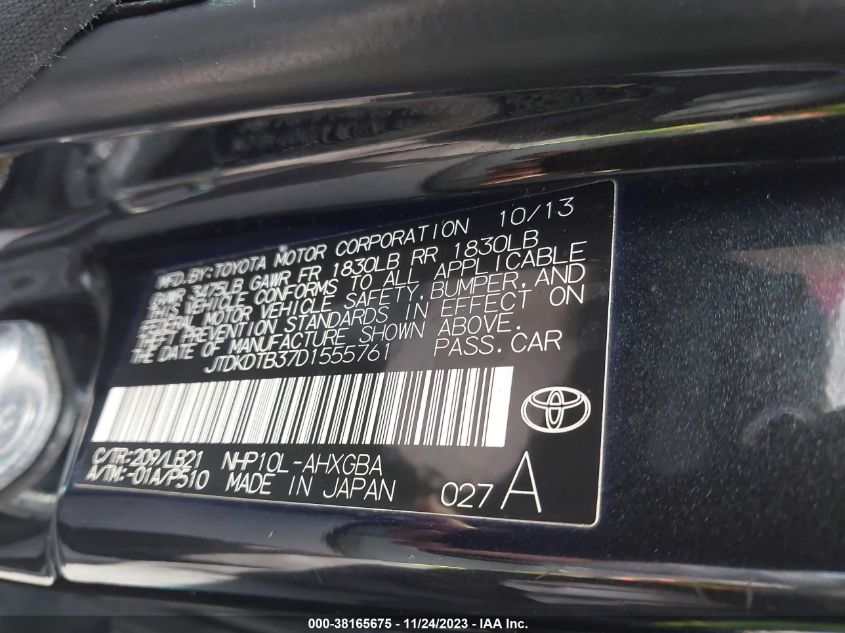 MFD.BY:TOYOTA MOTOR CORPORATION 10/13
GWWR 3475LB GAWR FR 1830LB RR 1830LB
THIS VEHICLE CONFORMS TO ALL APPLICABLE
FEDERAL MOTOR VEHICLE SAFETY, BUMPER, AND
THEFT PREVENTION STANDARDS IN EFFECT ON
THE DATE OF MANUFACTURE SHOWN ABOVE.
JTDKDTB37D1555761 PASS.CAR
C/TR:209/LB21 NHP10L-AHXGBA
A/TM:-01A/P510 MADE IN JAPAN 027 A
000-38165675 - 11/24/2023 - IAA Inc.